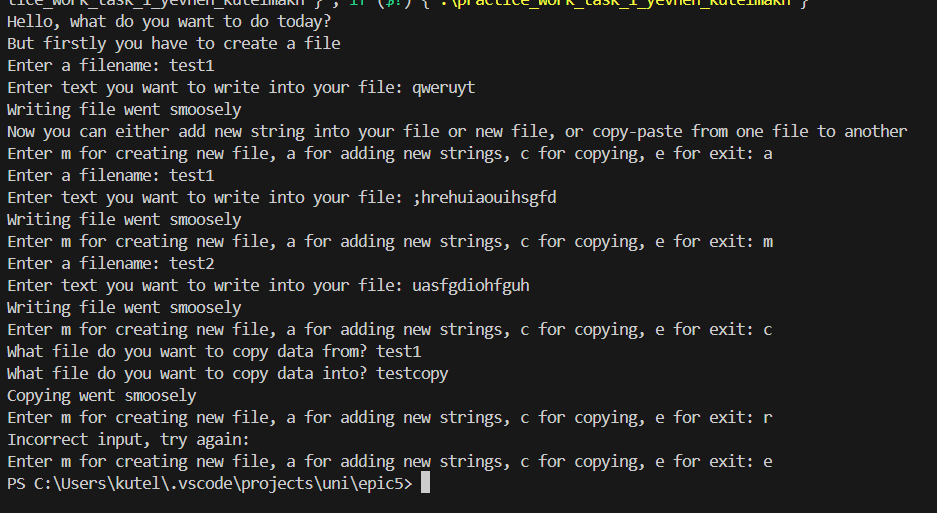 tice_work_task_1_yevhen_kuteimakh } ; if ($?) { .\practice_work_task_1_yevhen_kuteimakh }
Hello, what do you want to do today?
But firstly you have to create a file
Enter a filename: test1
Enter text you want to write into your file: qweruyt
Writing file went smoosely
Now you can either add new string into your file or new file, or copy-paste from one file to another
Enter m for creating new file, a for adding new strings, c for copying, e for exit: a
Enter a filename: test1
Enter text you want to write into your file: ;hrehuiaouihsgfd
Writing file went smoosely
Enter m for creating new file, a for adding new strings, c for copying, e for exit: m
Enter a filename: test2
Enter text you want to write into your file: uasfgdiohfguh
Writing file went smoosely
Enter m for creating new file, a for adding new strings, c for copying, e for exit: c
What file do you want to copy data from? test1
What file do you want to copy data into? testcopy
Copying went smoosely
Enter m for creating new file, a for adding new strings, c for copying, e for exit: r
Incorrect input, try again:
Enter m for creating new file, a for adding new strings, c for copying, e for exit: e
PS C:\Users\kutel\.vscode\projects\uni\epic5>